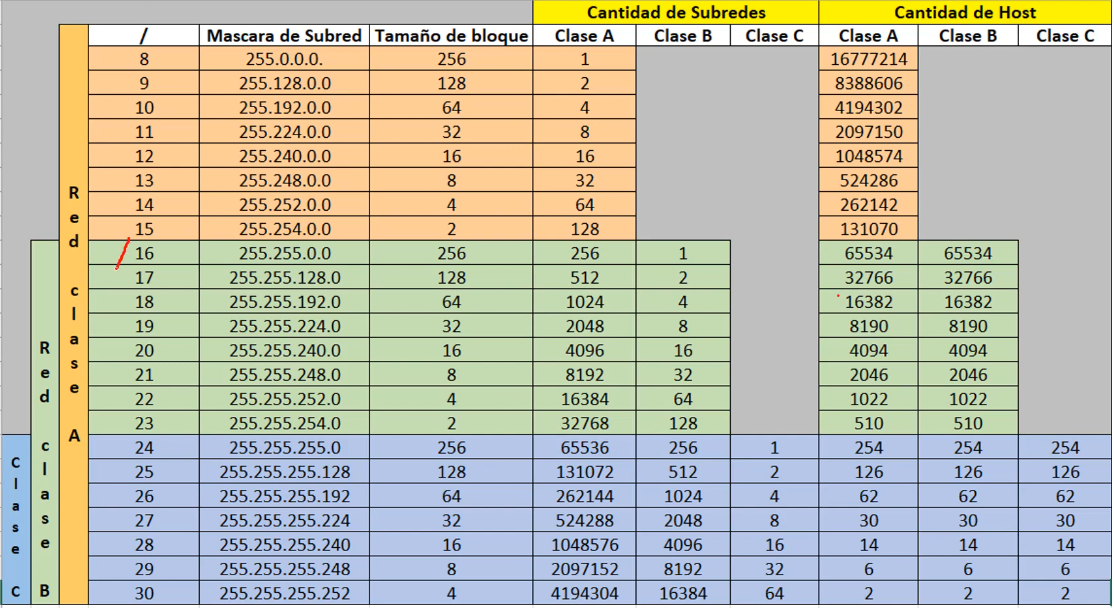 Cantidad de Subredes Cantidad de Host
/ Mascara de Subred Tamaño de bloque Clase A Clase B Clase C Clase A Clase B Clase C
8 255.0.0.0. 256 1 16777214
9 255.128.0.0 128 2 8388606
10 255.192.0.0 64 4 4194302
11 255.224.0.0 32 8 2097150
12 255.240.0.0 16 16 1048574
13 255.248.0.0 8 32 524286
14 255.252.0.0 4 64 262142
15 255.254.0.0 2 128 131070
16 255.255.0.0 256 256 1 65534 65534
17 255.255.128.0 128 512 2 32766 32766
18 255.255.192.0 64 1024 4 16382 16382
19 255.255.224.0 32 2048 8 8190 8190
20 255.255.240.0 16 4096 16 4094 4094
21 255.255.248.0 8 8192 32 2046 2046
22 255.255.252.0 4 16384 64 1022 1022
23 255.255.254.0 2 32768 128 510 510
24 255.255.255.0 256 65536 256 1 254 254 254
25 255.255.255.128 128 131072 512 2 126 126 126
26 255.255.255.192 64 262144 1024 4 62 62 62
27 255.255.255.224 32 524288 2048 8 30 30 30
28 255.255.255.240 16 1048576 4096 16 14 14 14
29 255.255.255.248 8 2097152 8192 32 6 6 6
30 255.255.255.252 4 4194304 16384 64 2 2 2
Red clase A
Red clase B
Clase C